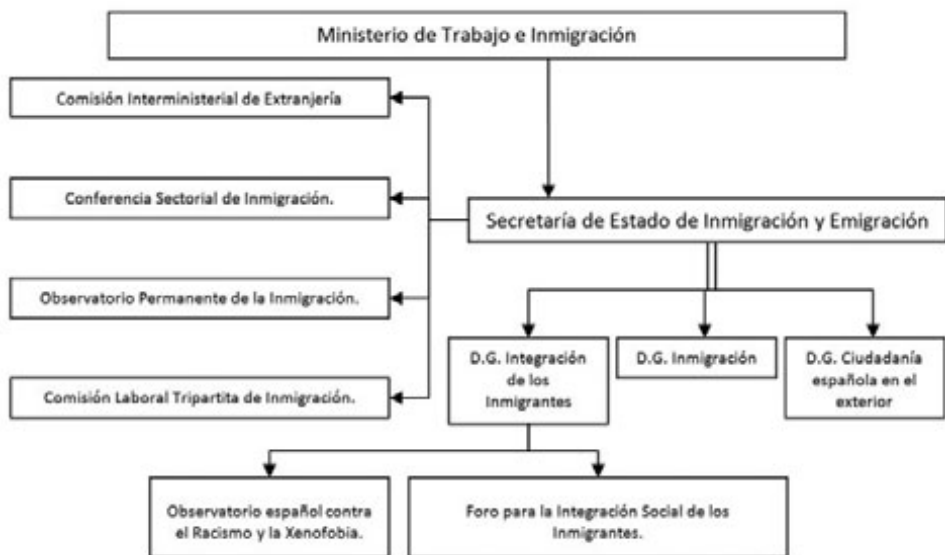 Ministerio de Trabajo e Inmigración
Comisión Interministerial de Extranjería
Conferencia Sectorial de Inmigración.
Secretaría de Estado de Inmigración y Emigración
Observatorio Permanente de la Inmigración.
Comisión Laboral Tripartita de Inmigración.
D.G. Integración
de los
Inmigrantes
D.G. Inmigración
D.G. Ciudadanía
española en el
exterior
Observatorio español contra
el Racismo y la Xenofobia.
Foro para la Integración Social de los
Inmigrantes.